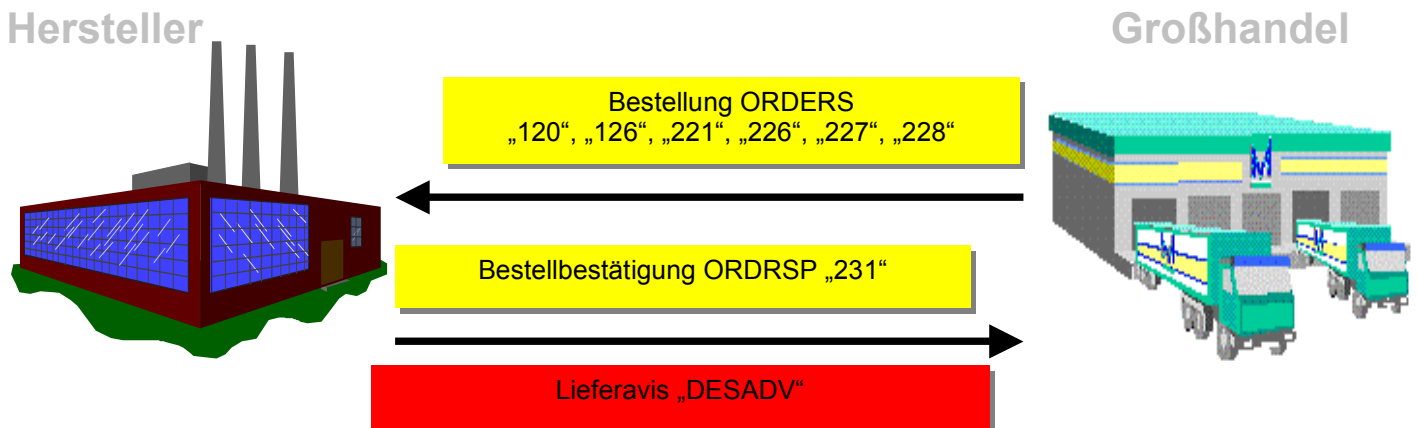 Hersteller
Großhandel
Bestellung ORDERS
„120“, „126“, „221“, „226“, „227“, „228“
Bestellbestätigung ORDRSP „231“
Lieferavis „DESADV“